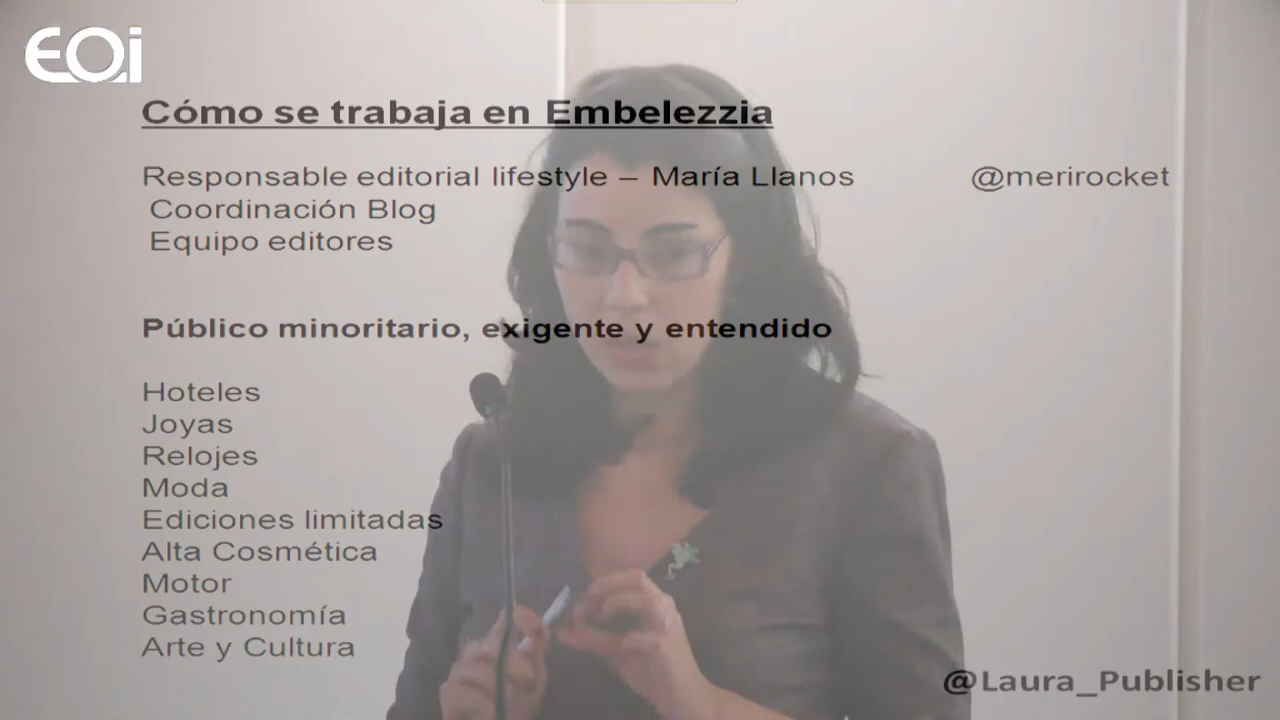 EOi
Cómo se trabaja en Embelezzia
Responsable editorial lifestyle – María Llanos @merirocket
Coordinación Blog
Equipo editores
Público minoritario, exigente y entendido
Hoteles
Joyas
Relojes
Moda
Ediciones limitadas
Alta Cosmética
Motor
Gastronomía
Arte y Cultura
@Laura_Publisher